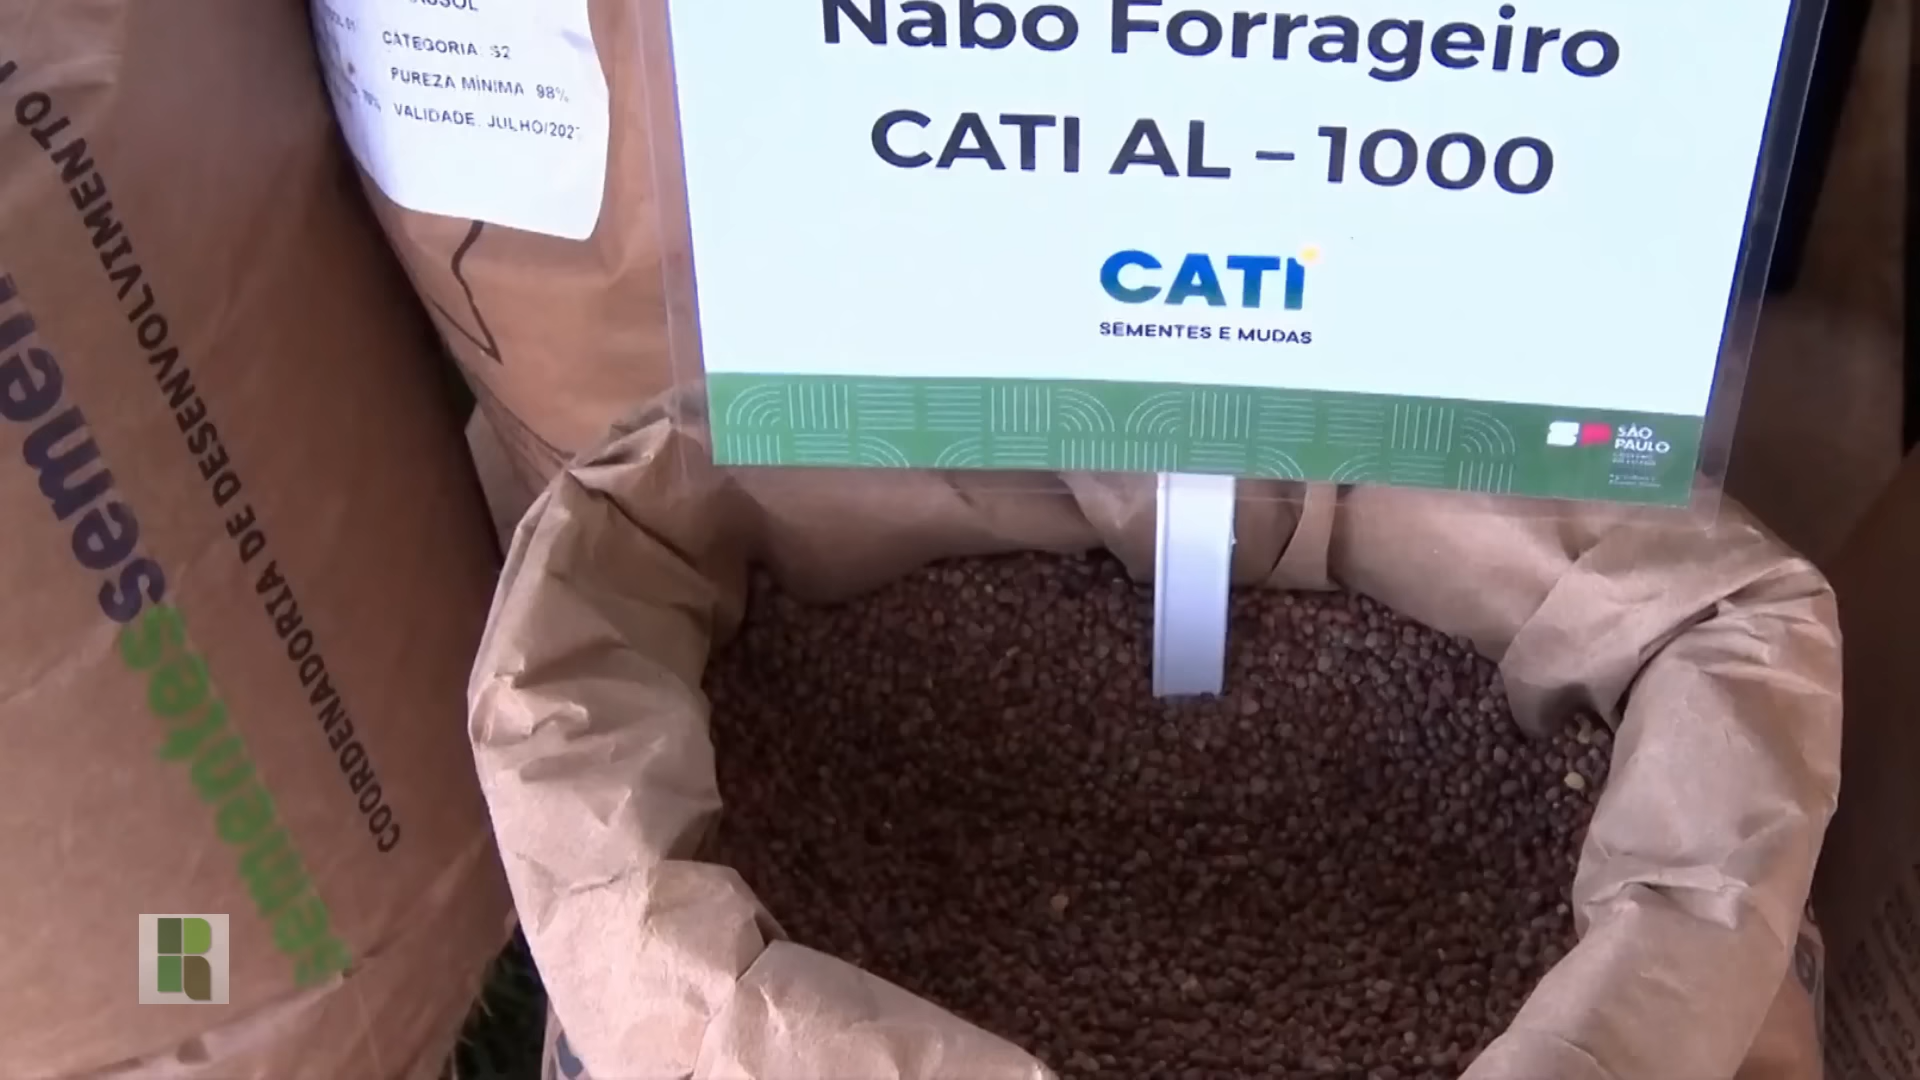 CATEGORIA: S2
PUREZA MÍNIMA 98%
VALIDADE: JULHO/202
Nabo Forrageiro
CATI AL – 1000
CATI
SEMENTES E MUDAS
SÃO
PAULO
sementes
COORDENADORIA DE DESENVOLVIMENTO
R